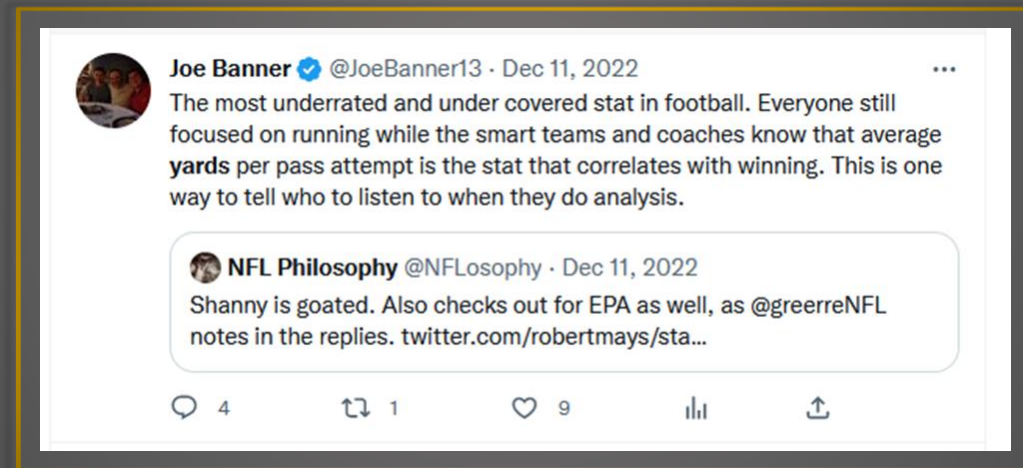 Joe Banner @JoeBanner13 · Dec 11, 2022
The most underrated and under covered stat in football. Everyone still
focused on running while the smart teams and coaches know that average
yards per pass attempt is the stat that correlates with winning. This is one
way to tell who to listen to when they do analysis.
NFL Philosophy @NFLosophy · Dec 11, 2022
Shanny is goated. Also checks out for EPA as well, as @greerreNFL
notes in the replies. twitter.com/robertmays/sta...
4 1 9